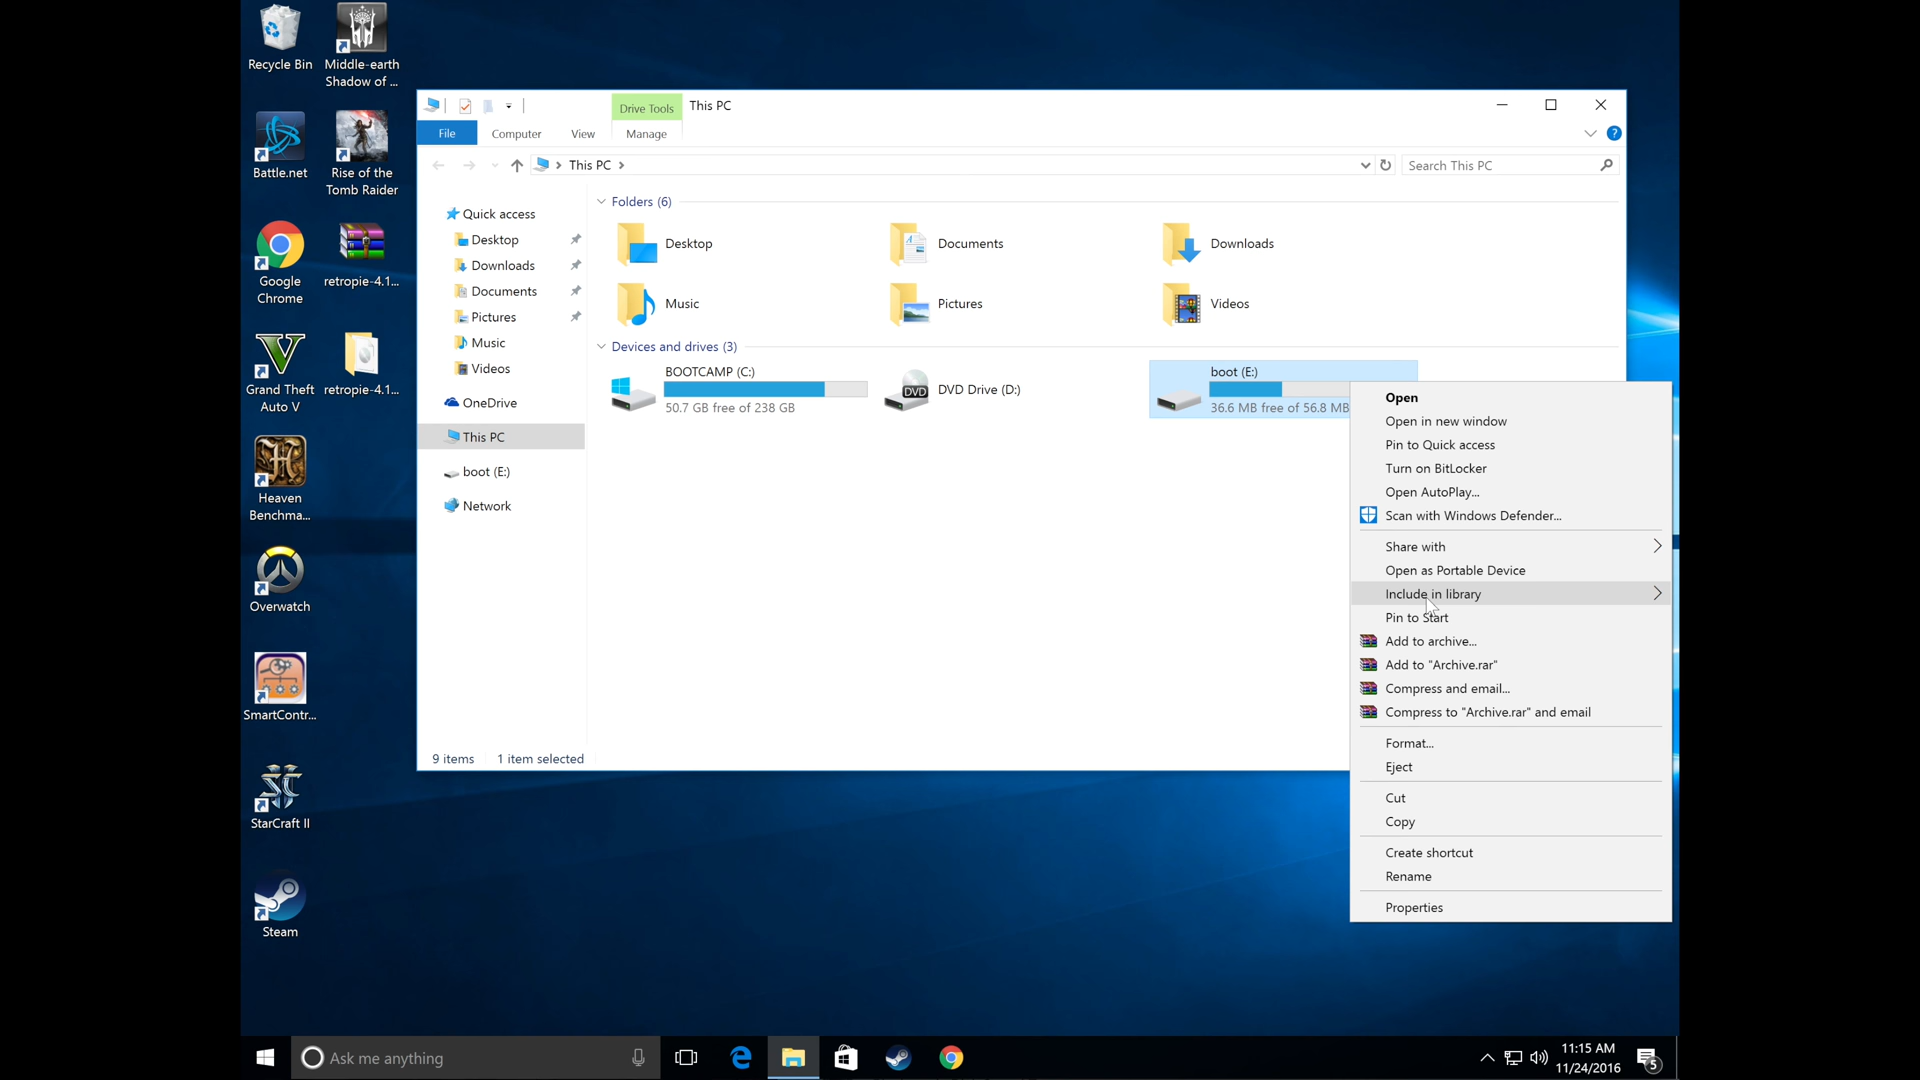 Recycle Bin
Middle-earth
Shadow of ...
Battle.net
Rise of the
Tomb Raider
Google
Chrome
retropie-4.1...
Grand Theft
Auto V
retropie-4.1...
Heaven
Benchma...
Overwatch
SmartContr...
StarCraft II
Steam
Drive Tools
This PC
File
Computer
View
Manage
This PC
Search This PC
Quick access
Desktop
Downloads
Documents
Pictures
Music
Videos
OneDrive
This PC
boot (E:)
Network
Folders (6)
Desktop
Documents
Downloads
Music
Pictures
Videos
Devices and drives (3)
BOOTCAMP (C:)
50.7 GB free of 238 GB
DVD
DVD Drive (D:)
boot (E:)
36.6 MB free of 56.8 MB
9 items
1 item selected
Open
Open in new window
Pin to Quick access
Turn on BitLocker
Open AutoPlay...
Scan with Windows Defender...
Share with
Open as Portable Device
Include in library
Pin to Start
Add to archive...
Add to "Archive.rar"
Compress and email...
Compress to "Archive.rar" and email
Format...
Eject
Cut
Copy
Create shortcut
Rename
Properties
Ask me anything
11:15 AM
11/24/2016
5